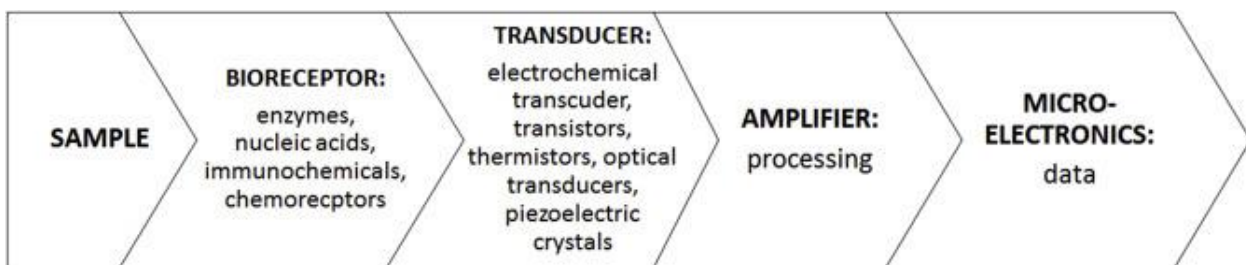 SAMPLE
BIORECEPTOR:
enzymes,
nucleic acids,
immunochemicals,
chemorecptors
TRANSDUCER:
electrochemical
transcuder,
transistors,
thermistors, optical
transducers,
piezoelectric
crystals
AMPLIFIER:
processing
MICRO-
ELECTRONICS:
data